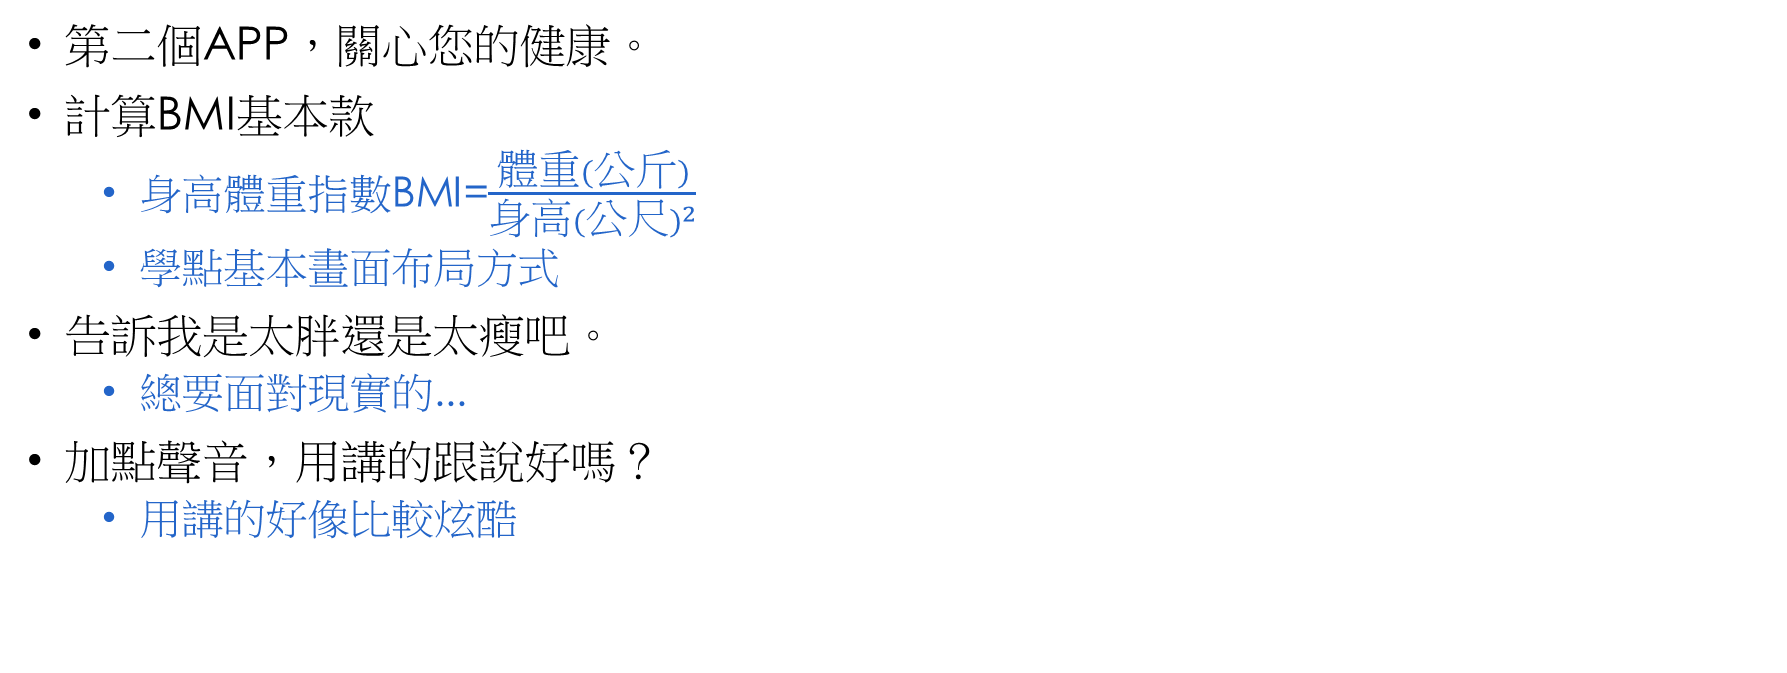 • 第二個APP，關心您的健康。
• 計算BMI基本款
• 身高體重指數BMI=體重(公斤)/身高(公尺)²
• 學點基本畫面布局方式
• 告訴我是太胖還是太瘦吧。
• 總要面對現實的…
• 加點聲音，用講的跟說好嗎？
• 用講的好像比較炫酷